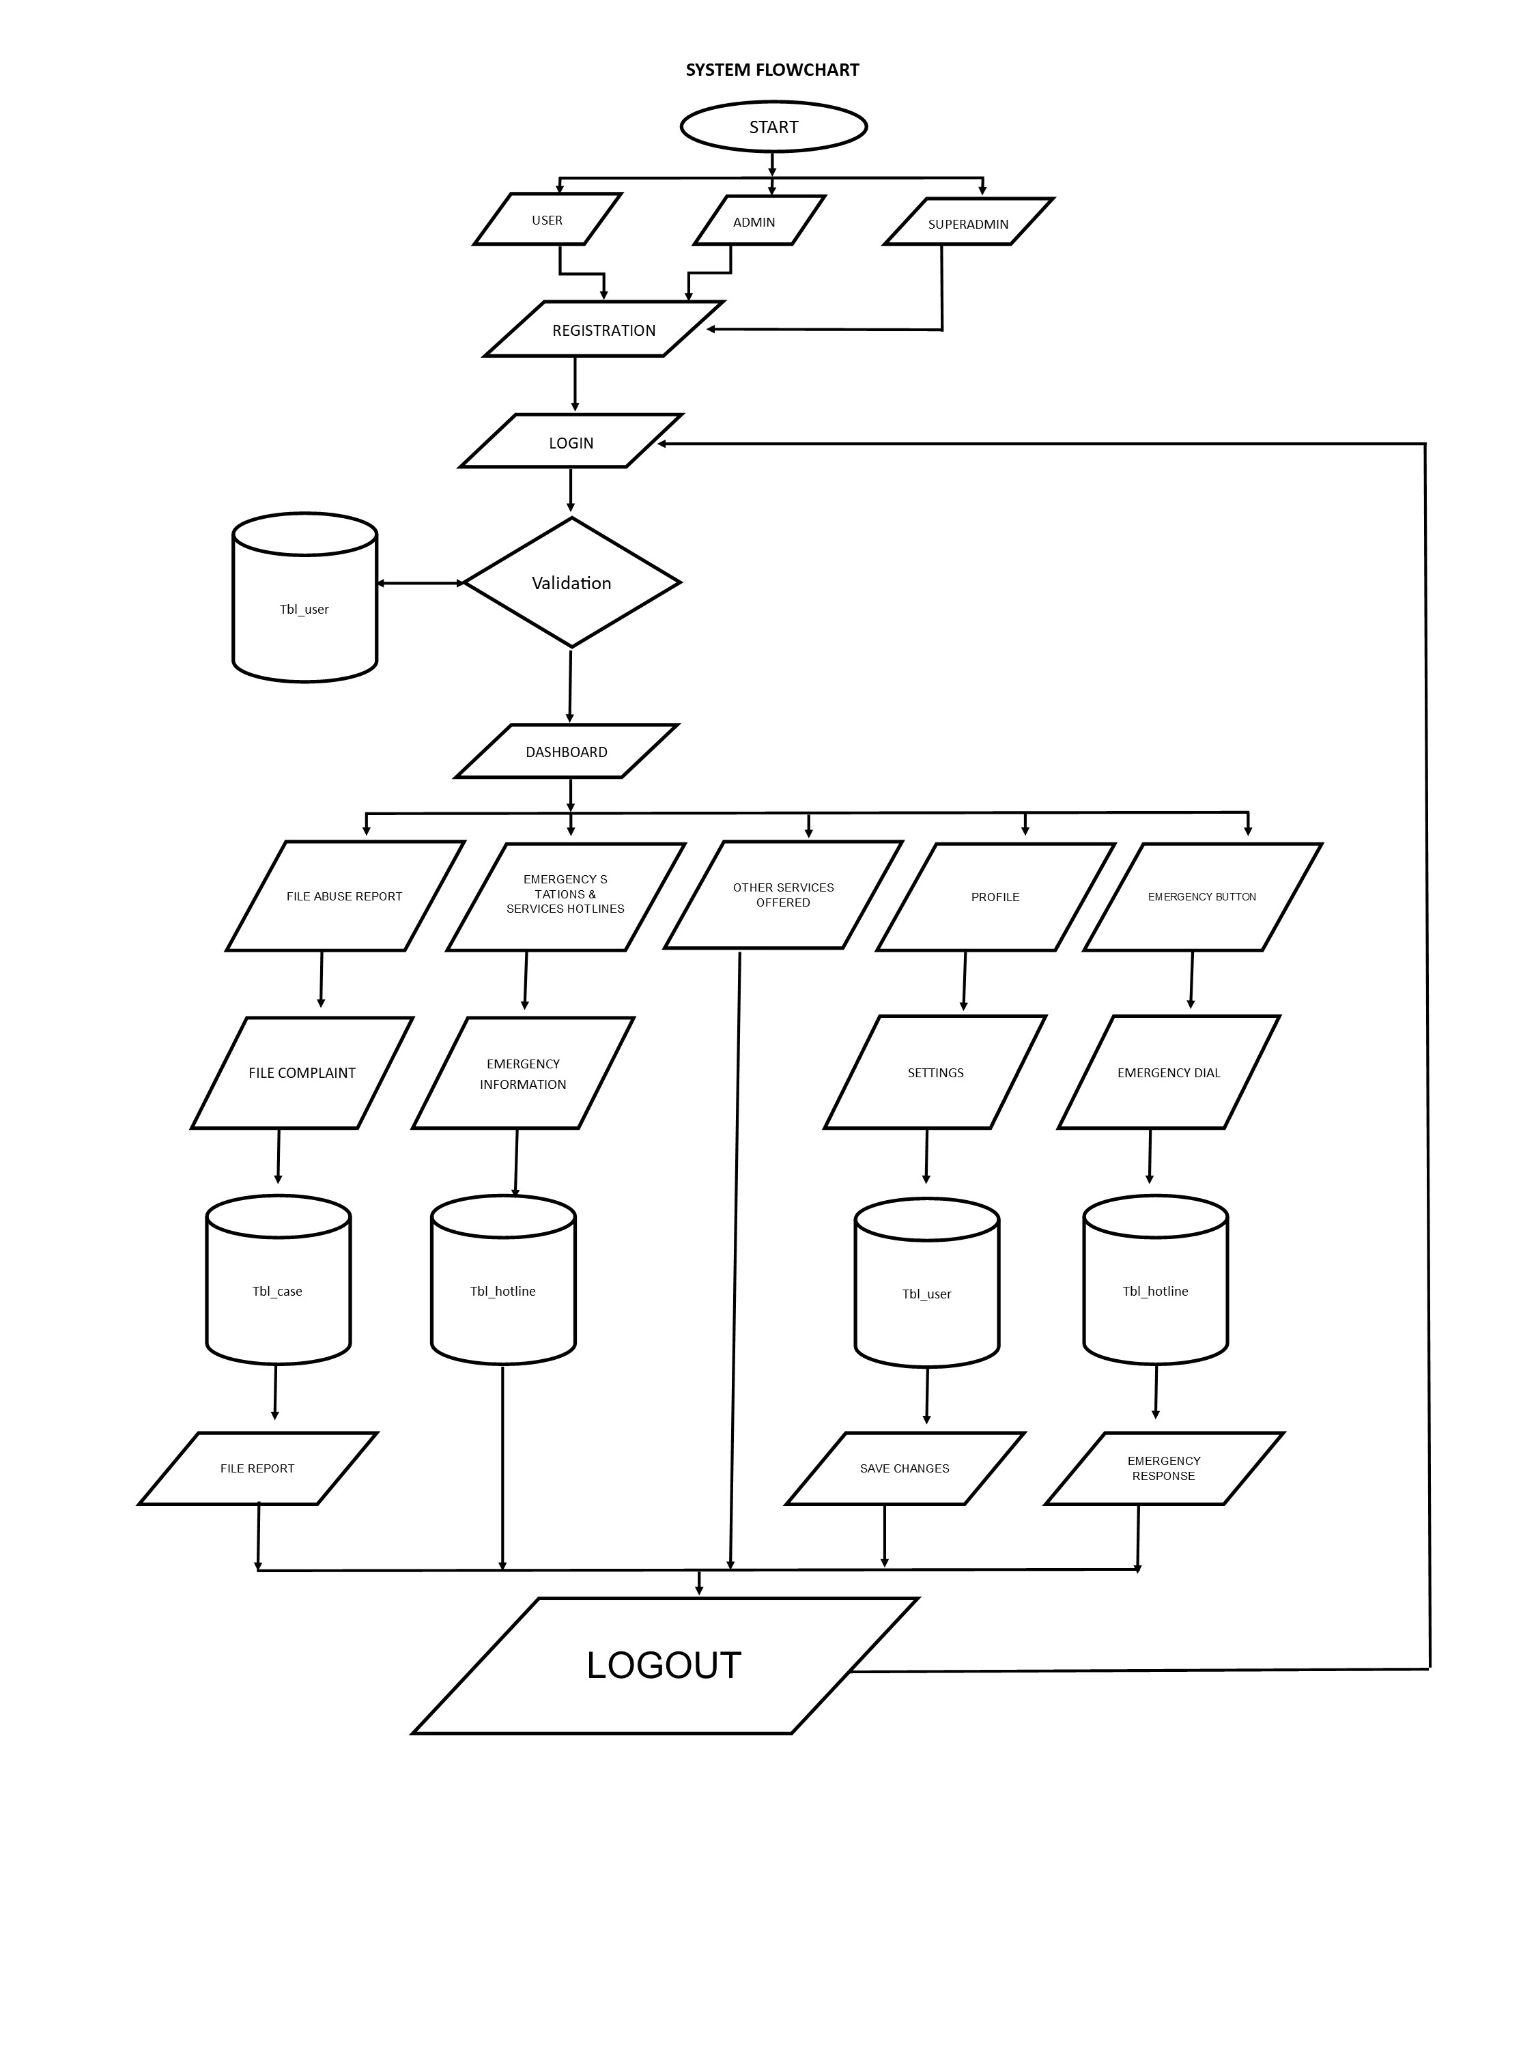 SYSTEM FLOWCHART
START
USER
ADMIN
SUPERADMIN
REGISTRATION
LOGIN
Validation
Tbl_user
DASHBOARD
FILE ABUSE REPORT
EMERGENCY S
TATIONS &
SERVICES HOTLINES
OTHER SERVICES
OFFERED
PROFILE
EMERGENCY BUTTON
FILE COMPLAINT
EMERGENCY
INFORMATION
SETTINGS
EMERGENCY DIAL
Tbl_case
Tbl_hotline
Tbl_user
Tbl_hotline
FILE REPORT
SAVE CHANGES
EMERGENCY
RESPONSE
LOGOUT